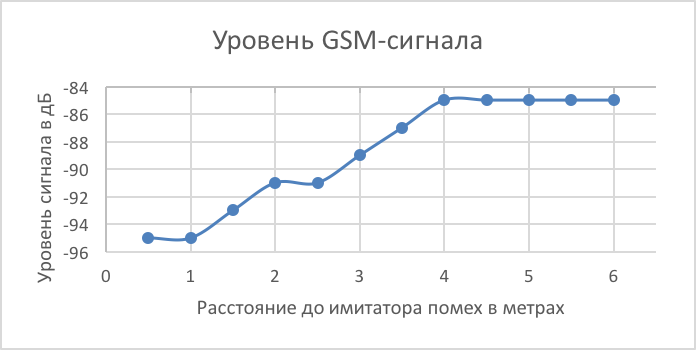 Уровень GSM-сигнала
Уровень сигнала в дБ
-84
-86
-88
-90
-92
-94
-96
0 1 2 3 4 5 6
Расстояние до имитатора помех в метрах